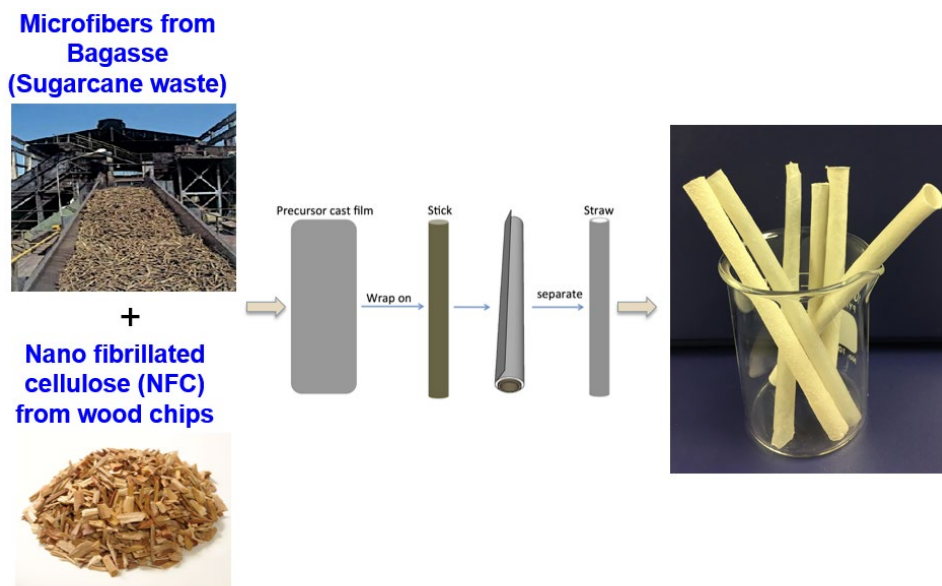 Microfibers from
Bagasse
(Sugarcane waste)
+
Nano fibrillated
cellulose (NFC)
from wood chips
Precursor cast film
Wrap on
Stick
separate
Straw